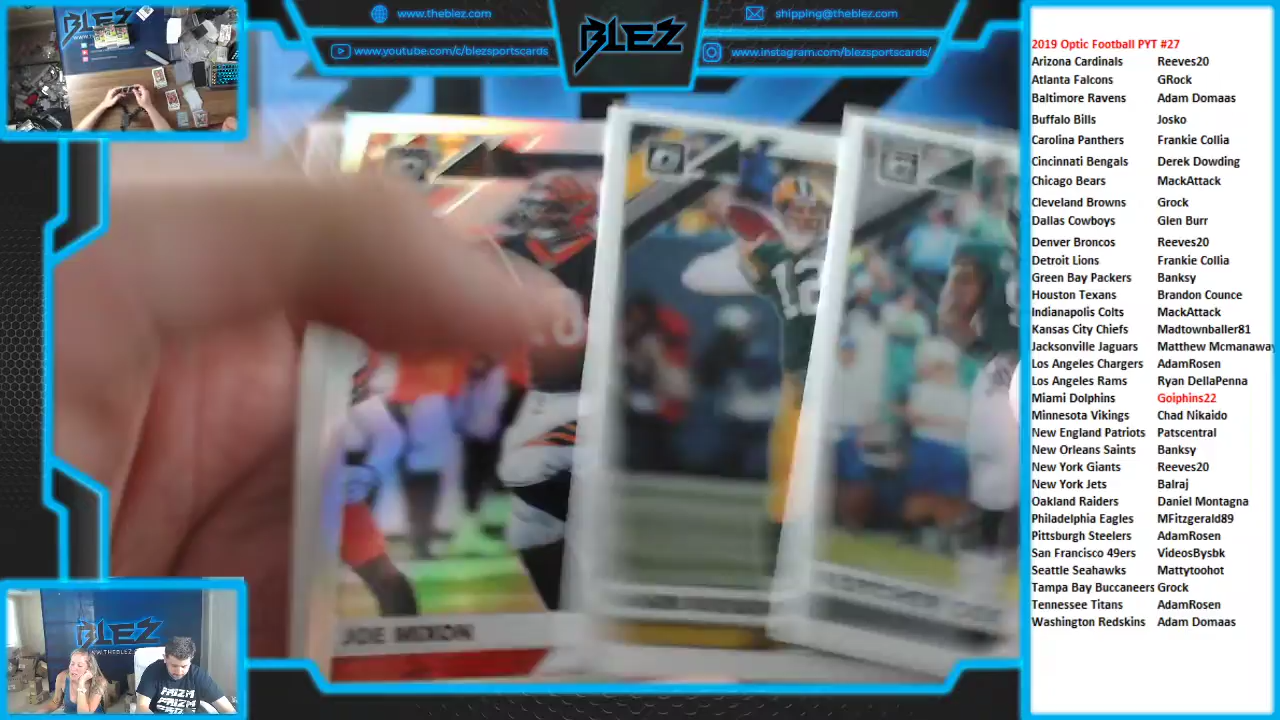 BLEZ
www.theblez.com
www.youtube.com/c/blezsportscards
BLEZ
shipping@theblez.com
www.instagram.com/blezsportscards/
12
JOE MIXON
BLEZ
WWW.THEBLEZ.COM
PRIZM
PRIZM
2019 Optic Football PYT #27
Arizona Cardinals Reeves20
Atlanta Falcons GRock
Baltimore Ravens Adam Domaas
Buffalo Bills Josko
Carolina Panthers Frankie Collia
Cincinnati Bengals Derek Dowding
Chicago Bears MackAttack
Cleveland Browns Grock
Dallas Cowboys Glen Burr
Denver Broncos Reeves20
Detroit Lions Frankie Collia
Green Bay Packers Banksy
Houston Texans Brandon Counce
Indianapolis Colts MackAttack
Kansas City Chiefs Madtownballer81
Jacksonville Jaguars Matthew Mcmanaway
Los Angeles Chargers AdamRosen
Los Angeles Rams Ryan DellaPenna
Miami Dolphins Goiphins22
Minnesota Vikings Chad Nikaido
New England Patriots Patscentral
New Orleans Saints Banksy
New York Giants Reeves20
New York Jets Balraj
Oakland Raiders Daniel Montagna
Philadelphia Eagles MFitzgerald89
Pittsburgh Steelers AdamRosen
San Francisco 49ers VideosBysbk
Seattle Seahawks Mattytoohot
Tampa Bay Buccaneers Grock
Tennessee Titans AdamRosen
Washington Redskins Adam Domaas